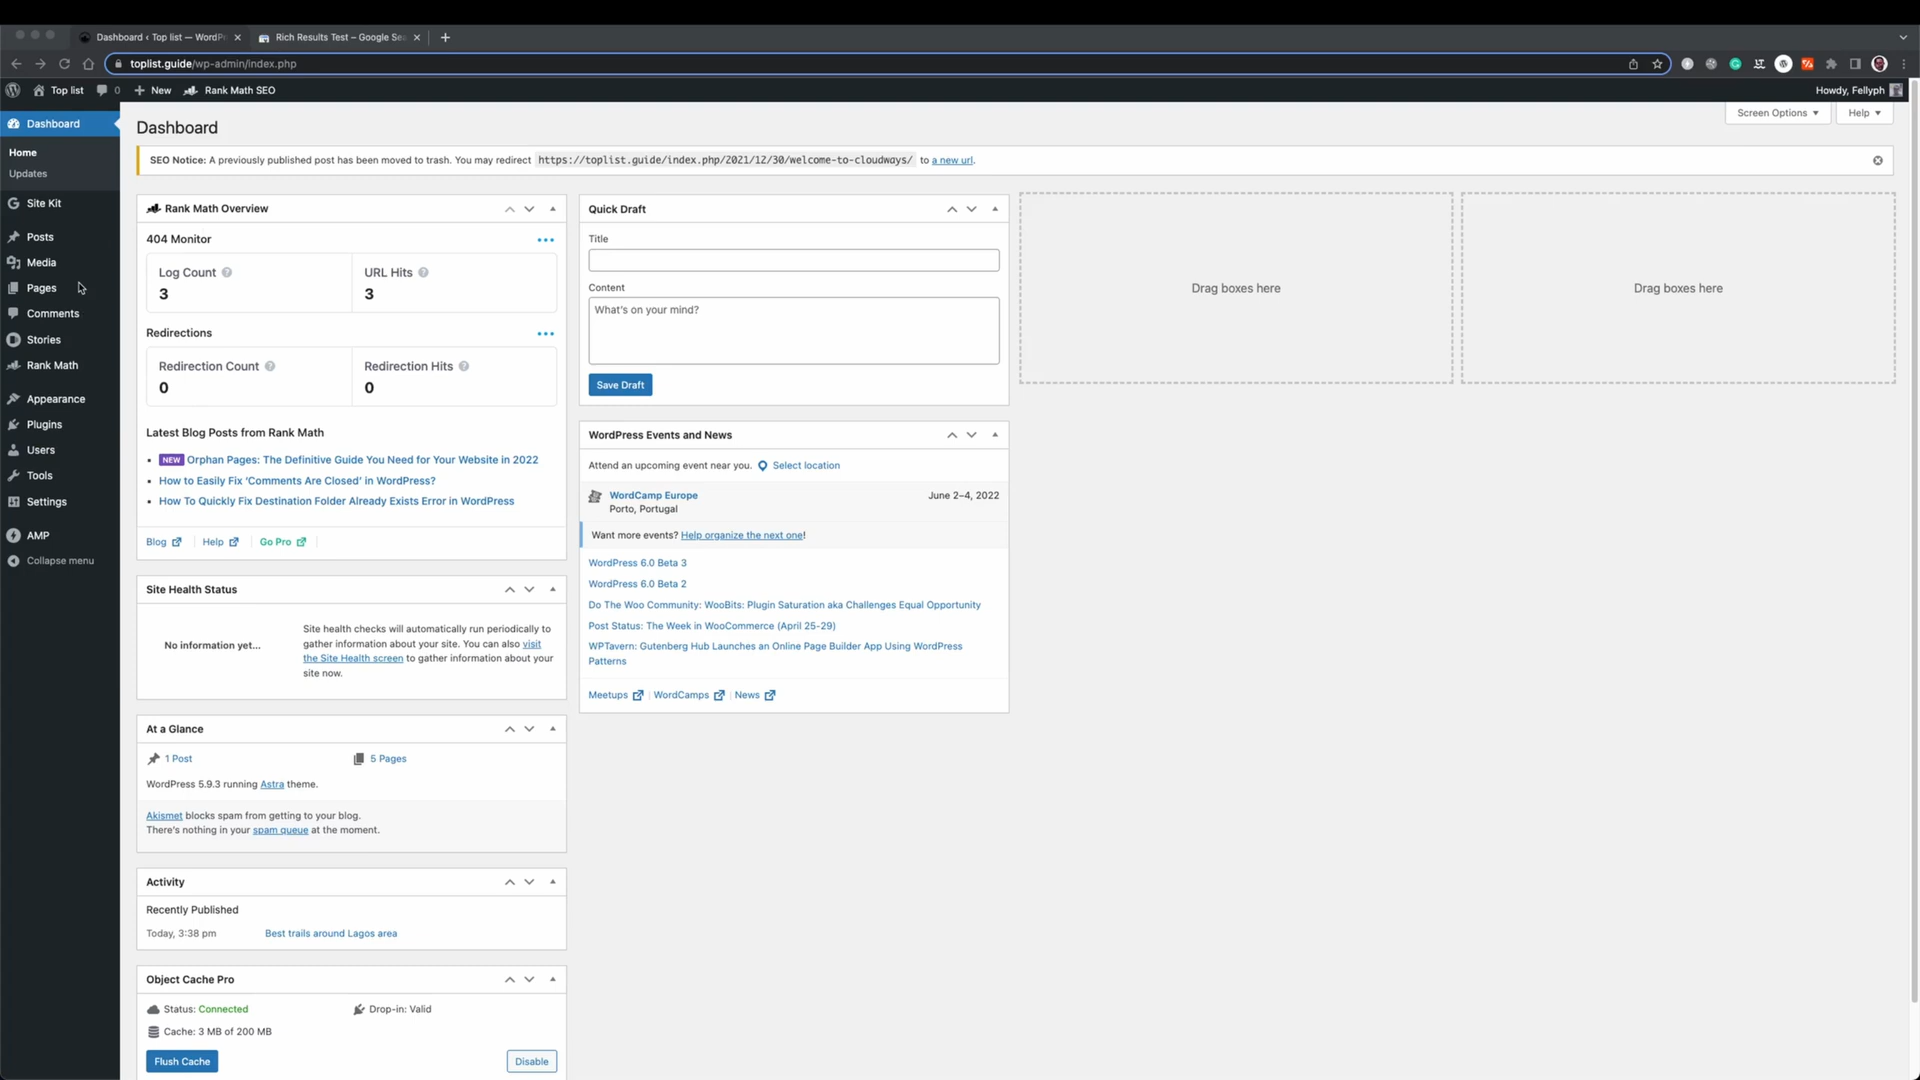 Dashboard ‹ Top list — WordPr
Rich Results Test – Google Sea
toplist.guide/wp-admin/index.php
Top list
0
New
Rank Math SEO
Howdy, Fellyph
Dashboard
Home
Updates
Site Kit
Posts
Media
Pages
Comments
Stories
Rank Math
Appearance
Plugins
Users
Tools
Settings
AMP
Collapse menu
Dashboard
Screen Options
Help
SEO Notice: A previously published post has been moved to trash. You may redirect https://toplist.guide/index.php/2021/12/30/welcome-to-cloudways/ to a new url.
Rank Math Overview
404 Monitor
Log Count
3
URL Hits
3
Redirections
Redirection Count
0
Redirection Hits
0
Latest Blog Posts from Rank Math
NEW Orphan Pages: The Definitive Guide You Need for Your Website in 2022
How to Easily Fix ‘Comments Are Closed’ in WordPress?
How To Quickly Fix Destination Folder Already Exists Error in WordPress
Blog
Help
Go Pro
Site Health Status
No information yet...
Site health checks will automatically run periodically to
gather information about your site. You can also visit
the Site Health screen to gather information about your
site now.
At a Glance
1 Post
5 Pages
WordPress 5.9.3 running Astra theme.
Akismet blocks spam from getting to your blog.
There's nothing in your spam queue at the moment.
Activity
Recently Published
Today, 3:38 pm
Best trails around Lagos area
Object Cache Pro
Status: Connected
Drop-in: Valid
Cache: 3 MB of 200 MB
Flush Cache
Disable
Quick Draft
Title
Content
What's on your mind?
Save Draft
WordPress Events and News
Attend an upcoming event near you.
Select location
WordCamp Europe
June 2–4, 2022
Porto, Portugal
Want more events? Help organize the next one!
WordPress 6.0 Beta 3
WordPress 6.0 Beta 2
Do The Woo Community: WooBits: Plugin Saturation aka Challenges Equal Opportunity
Post Status: The Week in WooCommerce (April 25-29)
WPTavern: Gutenberg Hub Launches an Online Page Builder App Using WordPress
Patterns
Meetups
WordCamps
News
Drag boxes here
Drag boxes here